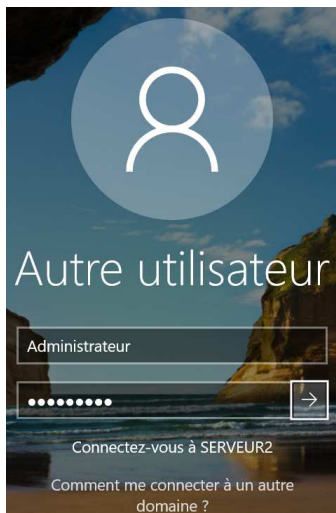 Autre utilisateur
Administrateur
Connectez-vous à SERVEUR2
Comment me connecter à un autre
domaine ?